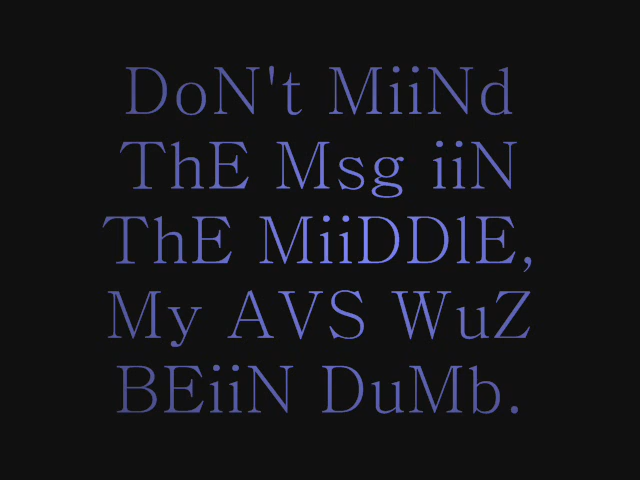 DoN't MiiNd
ThE Msg iiN
ThE MiiDDlE,
My AVS WuZ
BEiiN DuMb.